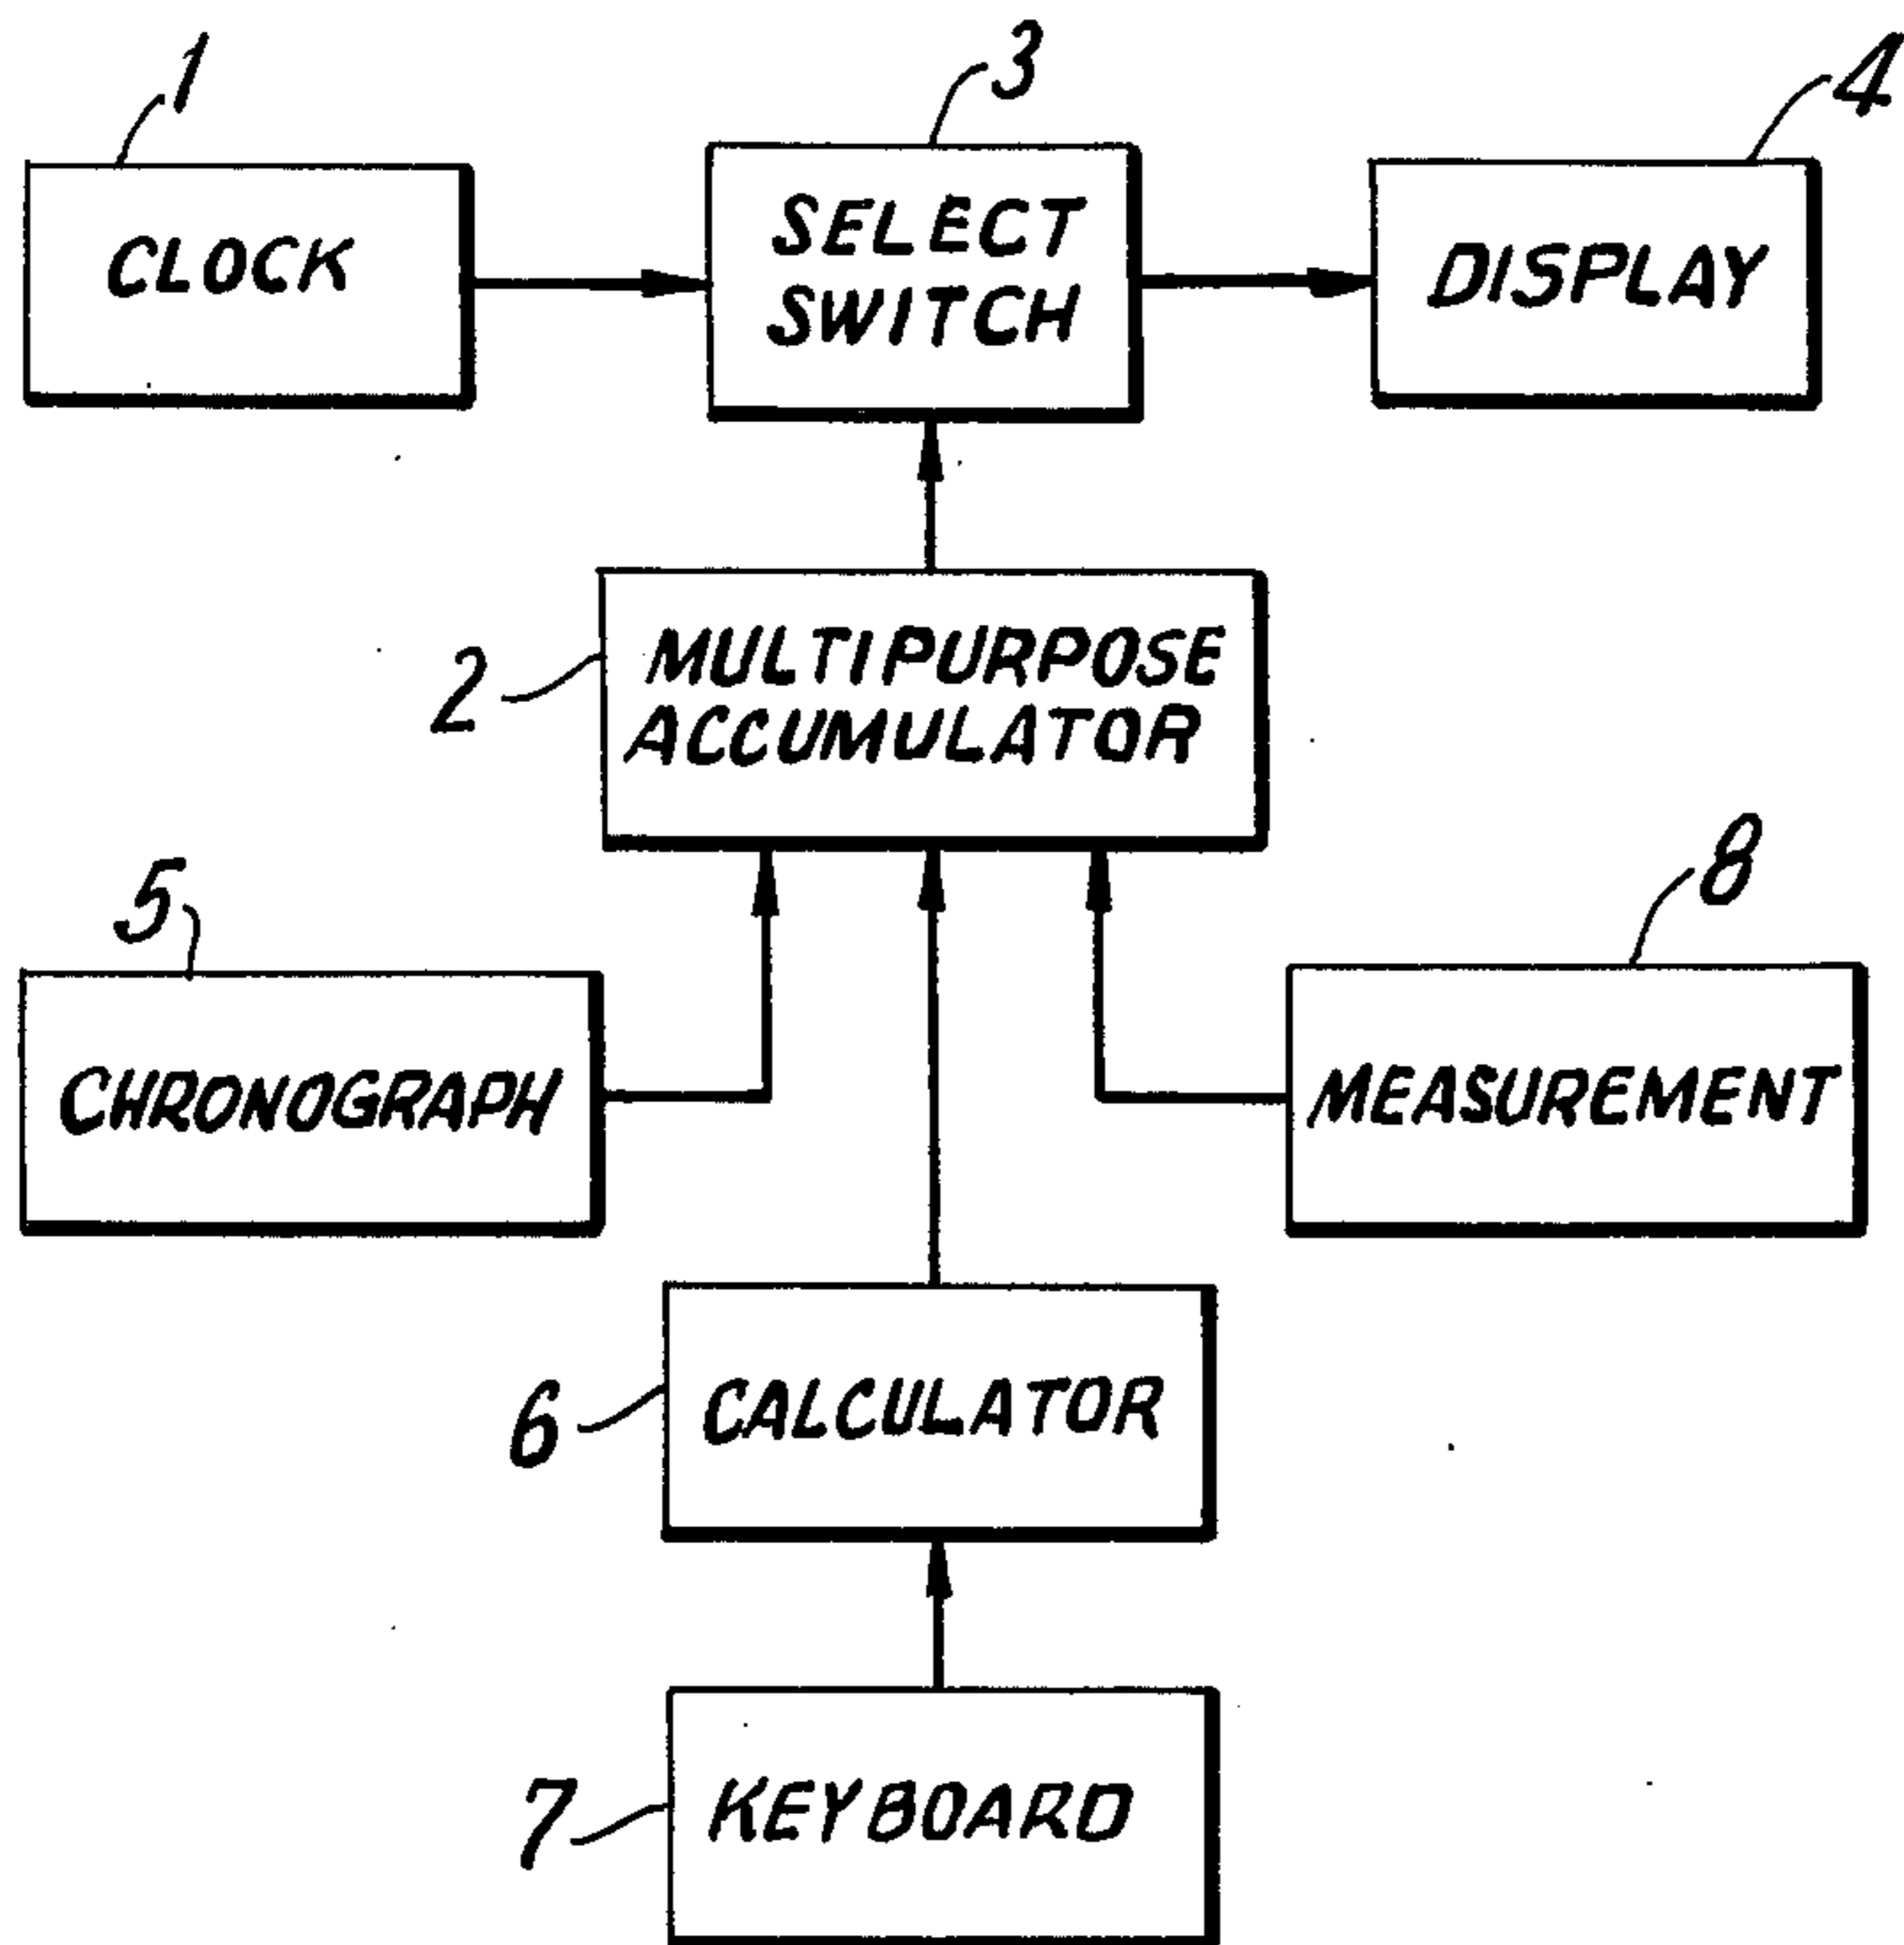 1
3
4
CLOCK
SELECT
SWITCH
DISPLAY
2
MULTIPURPOSE
ACCUMULATOR
5
8
CHRONOGRAPH
MEASUREMENT
6
CALCULATOR
7
KEYBOARD